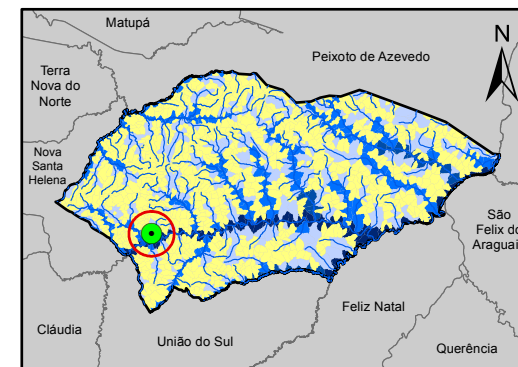 Matupá
Peixoto de Azevedo
N
Terra
Nova do
Norte
Nova
Santa
Helena
São
Felix do
Araguai
Feliz Natal
Cláudia
União do Sul
Querência